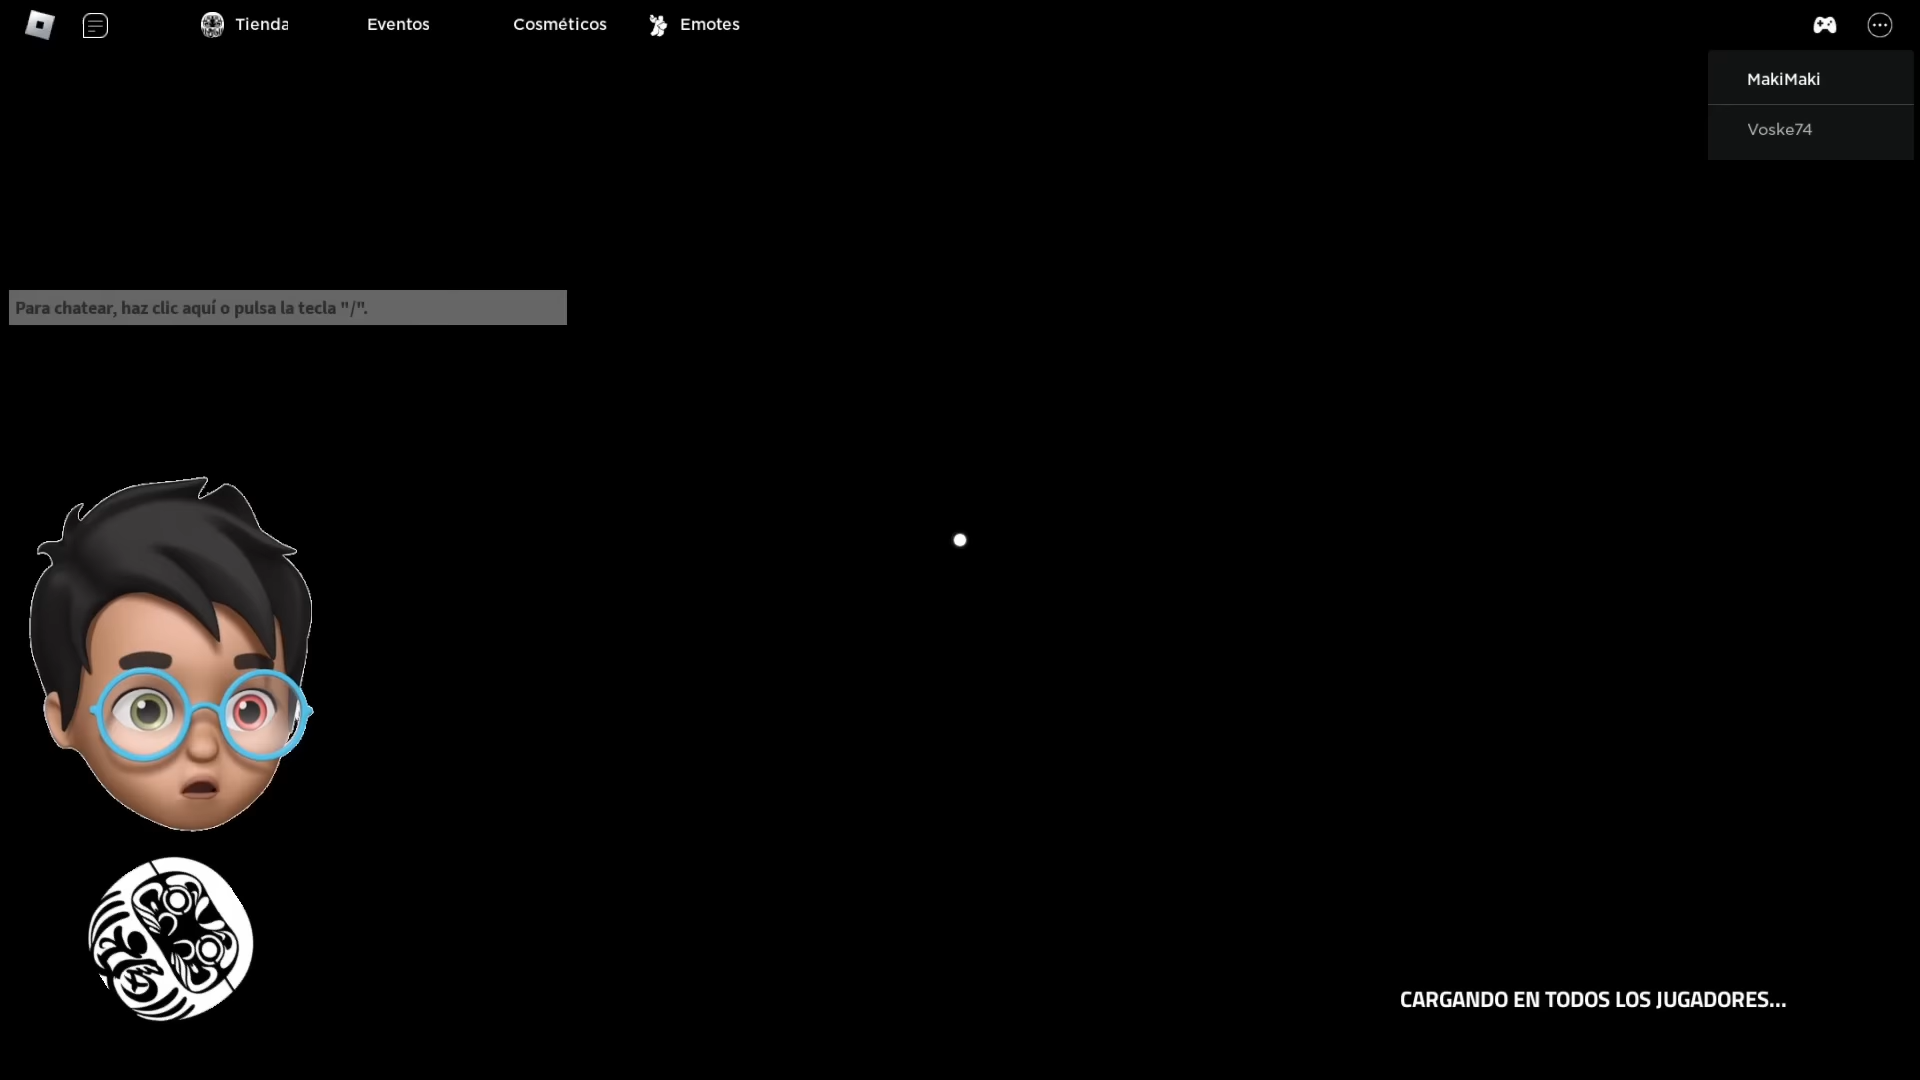 Tienda
Eventos
Cosméticos
Emotes
MakiMaki
Voske74
Para chatear, haz clic aquí o pulsa la tecla "/".
CARGANDO EN TODOS LOS JUGADORES...